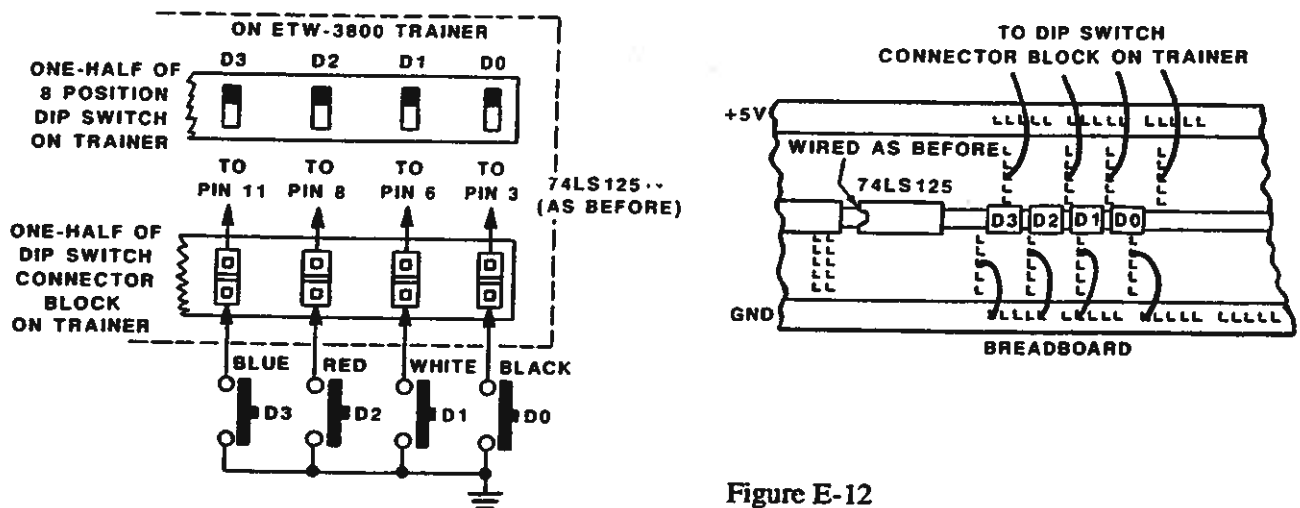 ON ETW-3800 TRAINER
D3 D2 D1 D0
ONE-HALF OF
8 POSITION
DIP SWITCH
ON TRAINER
TO TO TO TO
PIN 11 PIN 8 PIN 6 PIN 3
74LS125
(AS BEFORE)
ONE-HALF OF
DIP SWITCH
CONNECTOR
BLOCK
ON TRAINER
BLUE RED WHITE BLACK
D3 D2 D1 D0
TO DIP SWITCH
CONNECTOR BLOCK ON TRAINER
+5V
WIRED AS BEFORE
74LS125
D3 D2 D1 D0
GND
BREADBOARD
Figure E-12